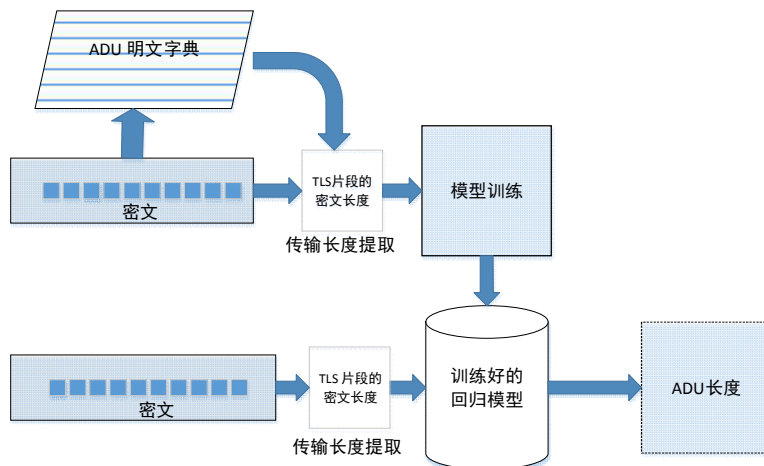 ADU 明文字典
TLS片段的
密文长度
模型训练
密文
传输长度提取
TLS 片段的
密文长度
训练好的
回归模型
ADU长度
密文
传输长度提取